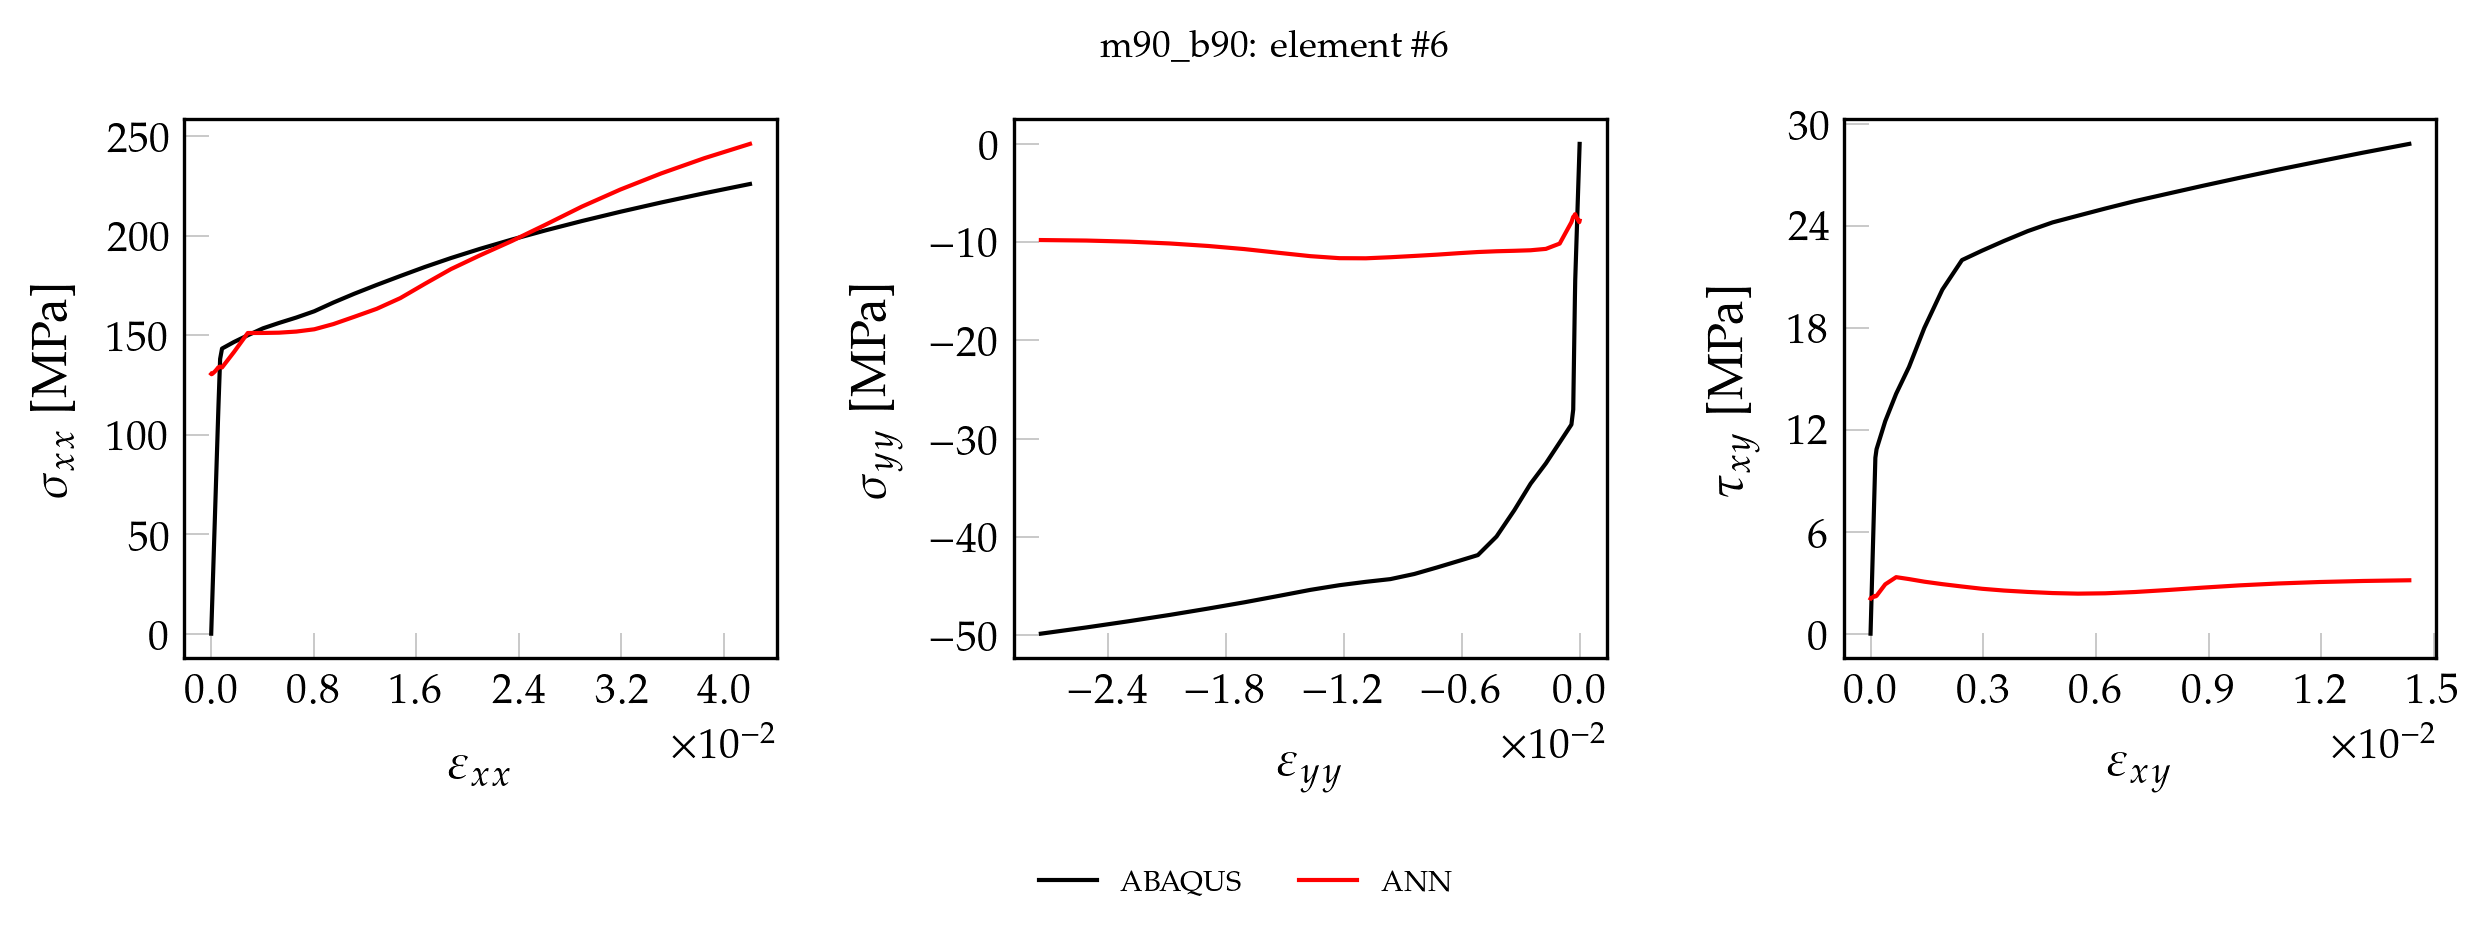 m90_b90: element #6
250
200
150
100
50
0
σxx [MPa]
0.0 0.8 1.6 2.4 3.2 4.0
×10−2
εxx
0
−10
−20
−30
−40
−50
σyy [MPa]
−2.4 −1.8 −1.2 −0.6 0.0
×10−2
εyy
30
24
18
12
6
0
τxy [MPa]
0.0 0.3 0.6 0.9 1.2 1.5
×10−2
εxy
ABAQUS ANN